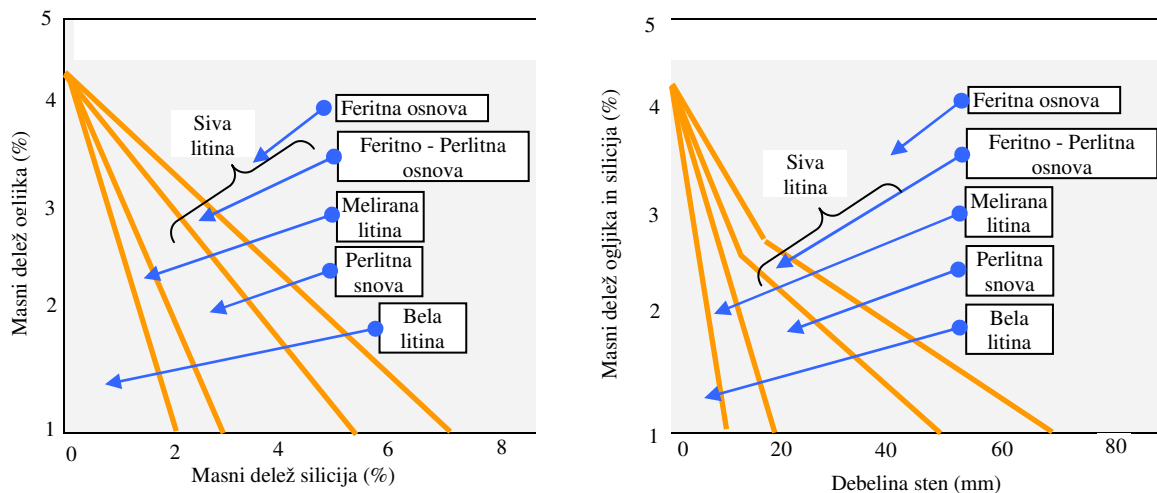 5
4
3
2
1
Masni delež ogljika (%)
Siva
litina
Feritna osnova
Feritno - Perlitna
osnova
Melirana
litina
Perlitna
snova
Bela
litina
0
2
4
6
8
Masni delež silicija (%)
5
4
3
2
1
Masni delež ogljika in silicija (%)
Siva
litina
Feritna osnova
Feritno - Perlitna
osnova
Melirana
litina
Perlitna
snova
Bela
litina
0
20
40
60
80
Debelina sten (mm)